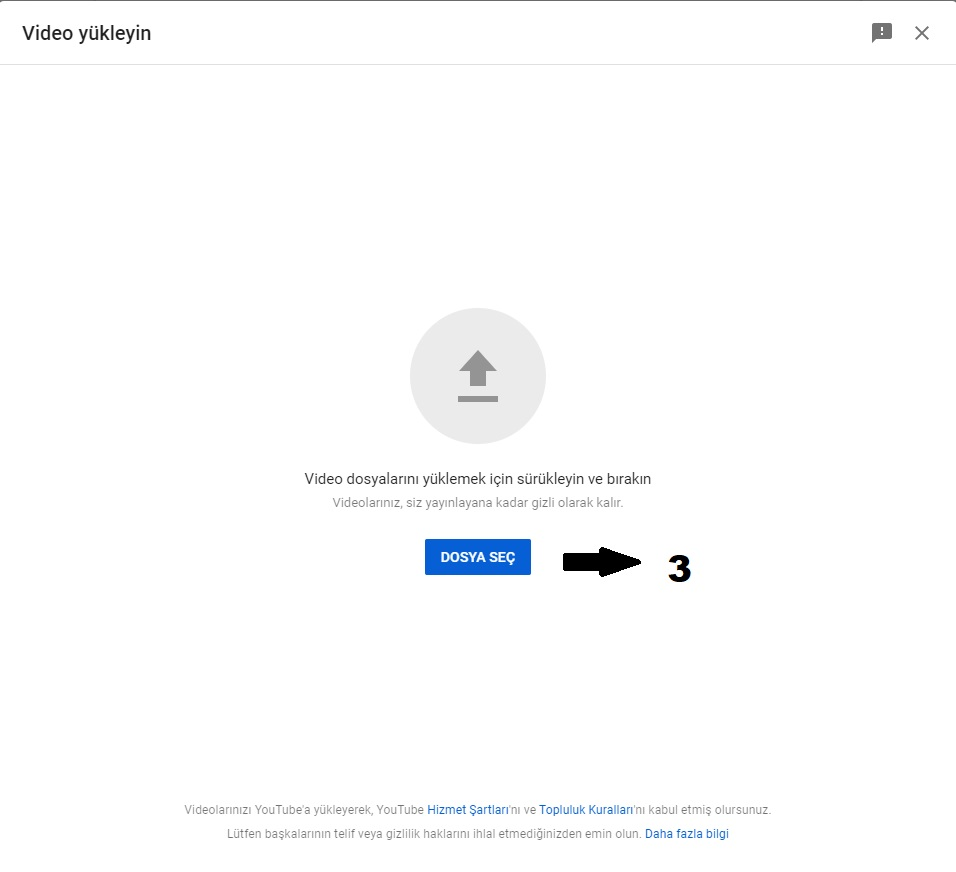 Video yükleyin
Video dosyalarını yüklemek için sürükleyin ve bırakın
Videolarınız, siz yayınlayana kadar gizli olarak kalır.
DOSYA SEÇ
3
Videolarınızı YouTube'a yükleyerek, YouTube Hizmet Şartları'nı ve Topluluk Kuralları'nı kabul etmiş olursunuz.
Lütfen başkalarının telif veya gizlilik haklarını ihlal etmediğinizden emin olun. Daha fazla bilgi